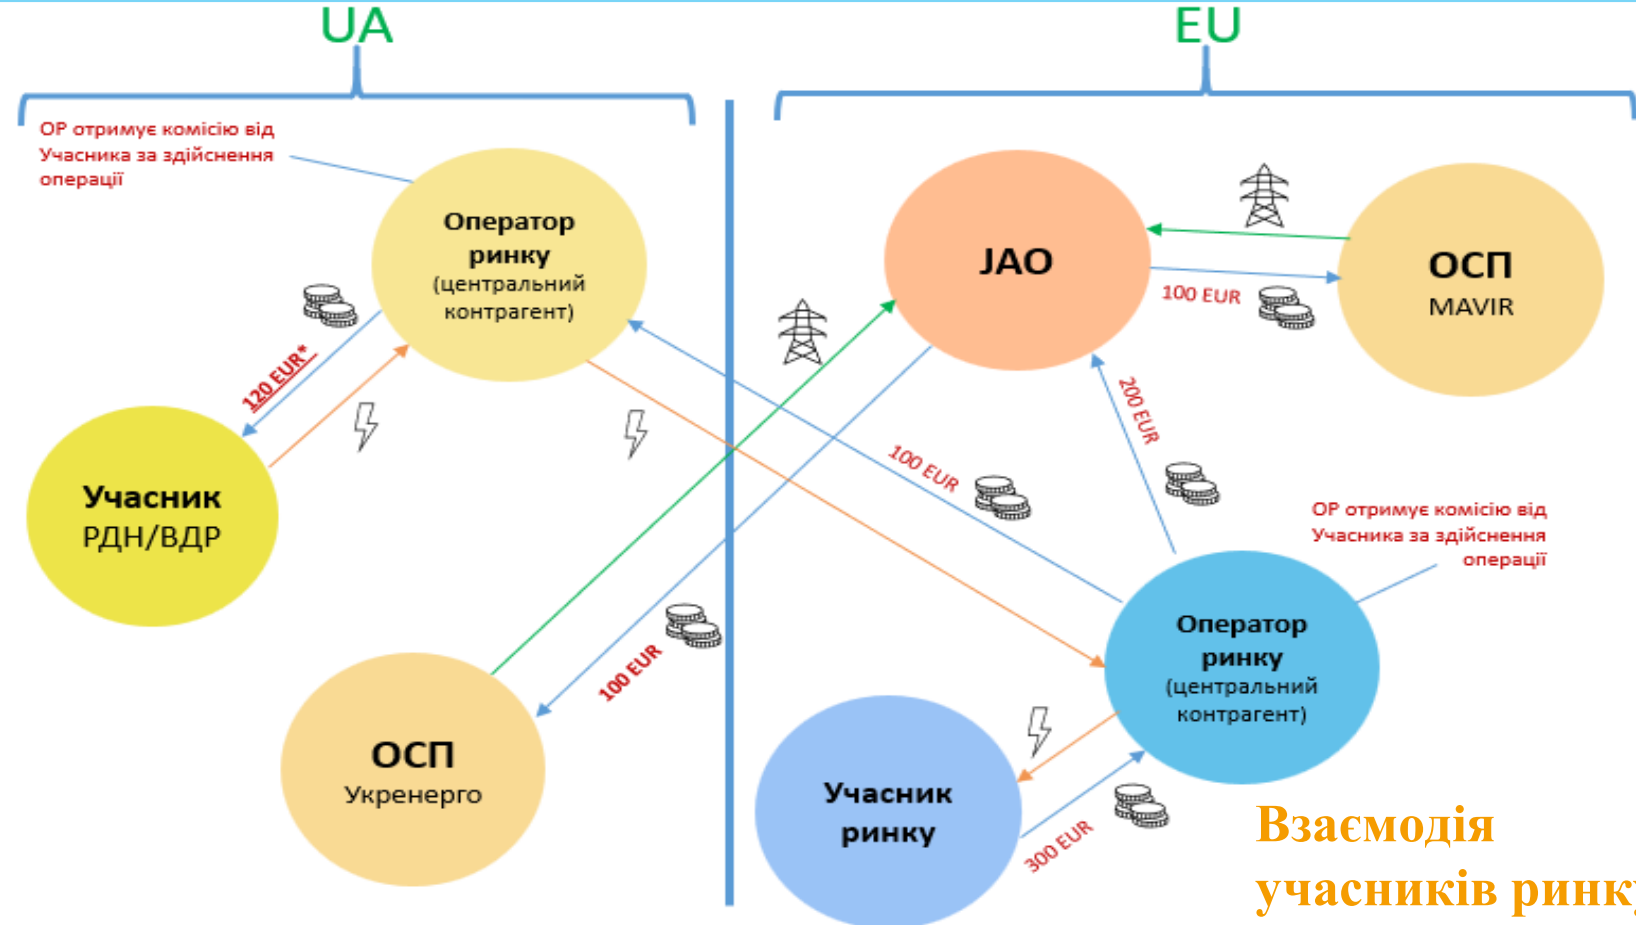 UA
EU
ОР отримує комісію від
Учасника за здійснення
операції
Оператор
ринку
(центральний
контрагент)
JAO
ОСП
MAVIR
100 EUR
120 EUR*
200 EUR
100 EUR
Учасник
РДН/ВДР
ОР отримує комісію від
Учасника за здійснення
операції
Оператор
ринку
(центральний
контрагент)
100 EUR
ОСП
Укренерго
Учасник
ринку
300 EUR
Взаємодія
учасників ринку